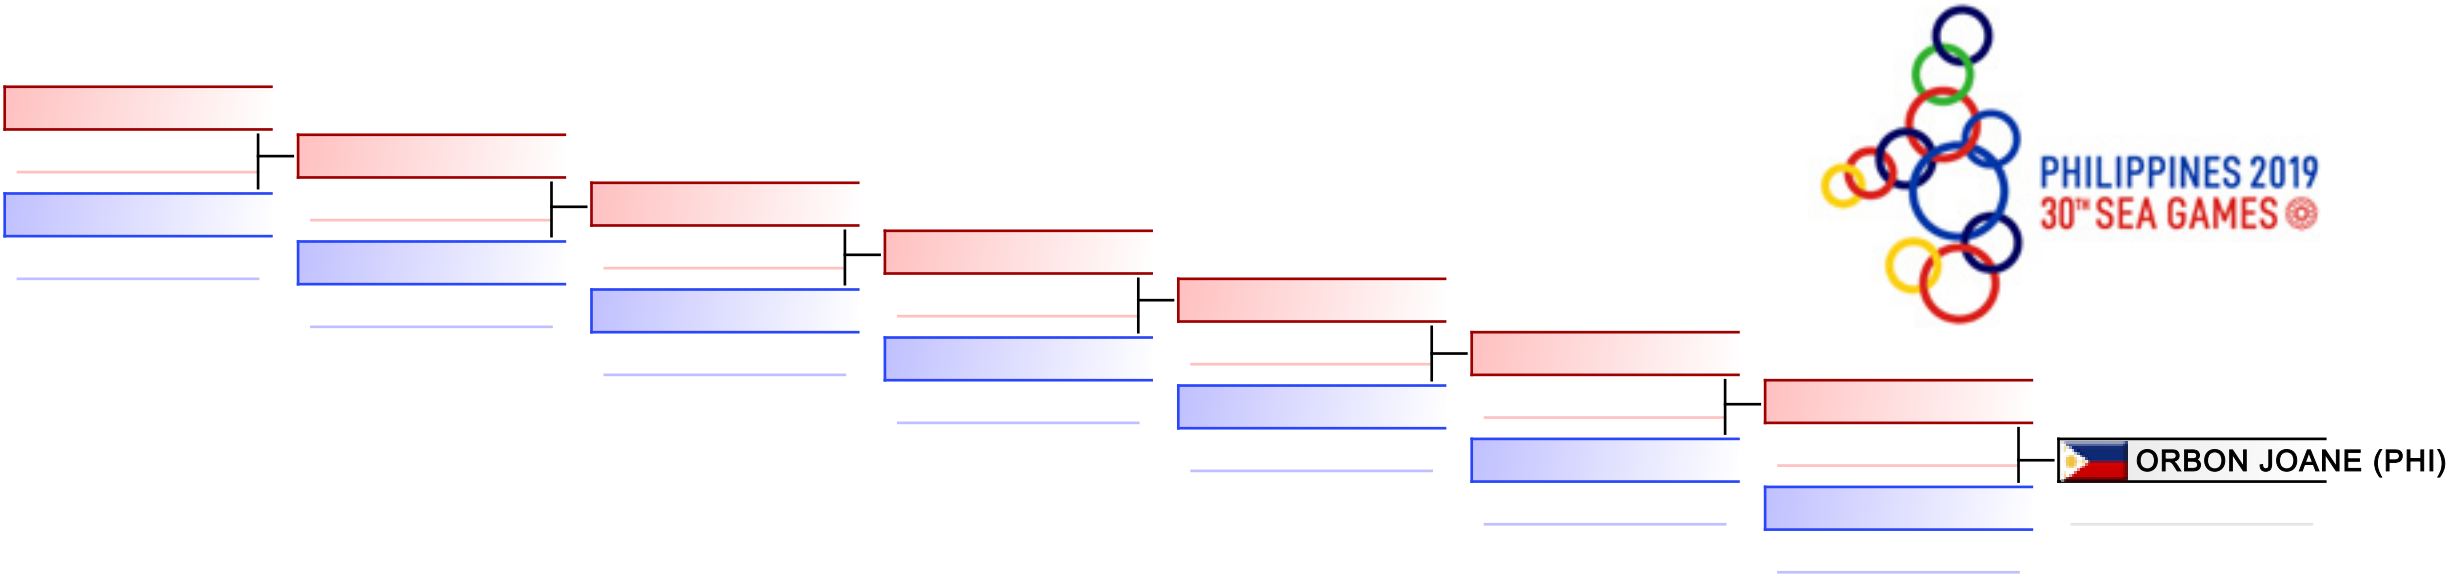 PHILIPPINES 2019
30TH SEA GAMES
ORBON JOANE (PHI)